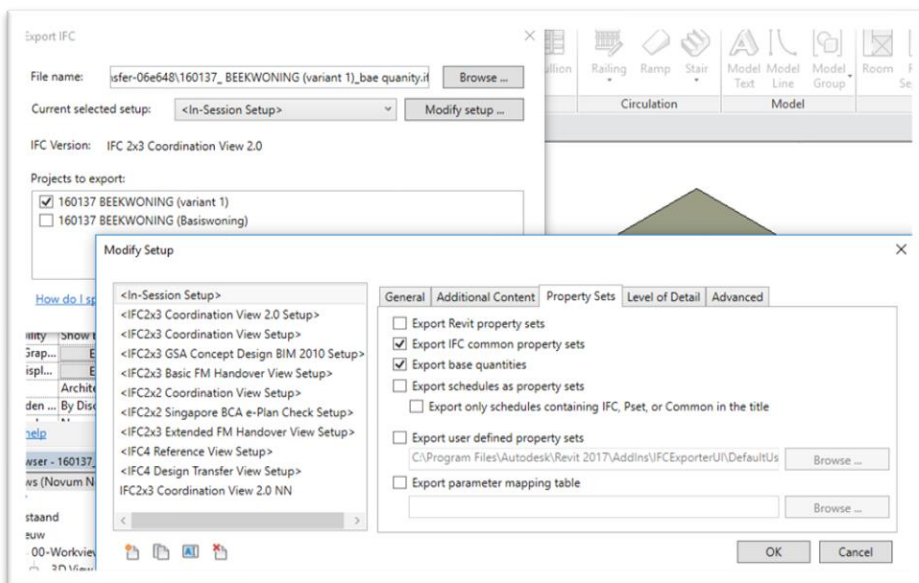 Export IFC
File name: \sfer-06e648\160137_ BEEKWONING (variant 1)_bae quanity.if Browse ...
Current selected setup: <In-Session Setup> Modify setup ...
IFC Version: IFC 2x3 Coordination View 2.0
Projects to export:
160137 BEEKWONING (variant 1)
160137 BEEKWONING (Basiswoning)
Railing Ramp Stair Model Text Model Line Model Group Room
Circulation Model
How do I sp
Modify Setup
<In-Session Setup>
<IFC2x3 Coordination View 2.0 Setup>
<IFC2x3 Coordination View Setup>
<IFC2x3 GSA Concept Design BIM 2010 Setup>
<IFC2x3 Basic FM Handover View Setup>
<IFC2x2 Coordination View Setup>
<IFC2x2 Singapore BCA e-Plan Check Setup>
<IFC2x3 Extended FM Handover View Setup>
<IFC4 Reference View Setup>
<IFC4 Design Transfer View Setup>
IFC2x3 Coordination View 2.0 NN
General Additional Content Property Sets Level of Detail Advanced
Export Revit property sets
Export IFC common property sets
Export base quantities
Export schedules as property sets
Export only schedules containing IFC, Pset, or Common in the title
Export user defined property sets
C:\Program Files\Autodesk\Revit 2017\AddIns\IFCExporterUI\DefaultUs Browse ...
Export parameter mapping table
Browse ...
OK Cancel
Grap...
ispl...
Archite
den ... By Disc
help
wser - 160137_
ws (Novum N
staand
euw
00-Workview
3D View